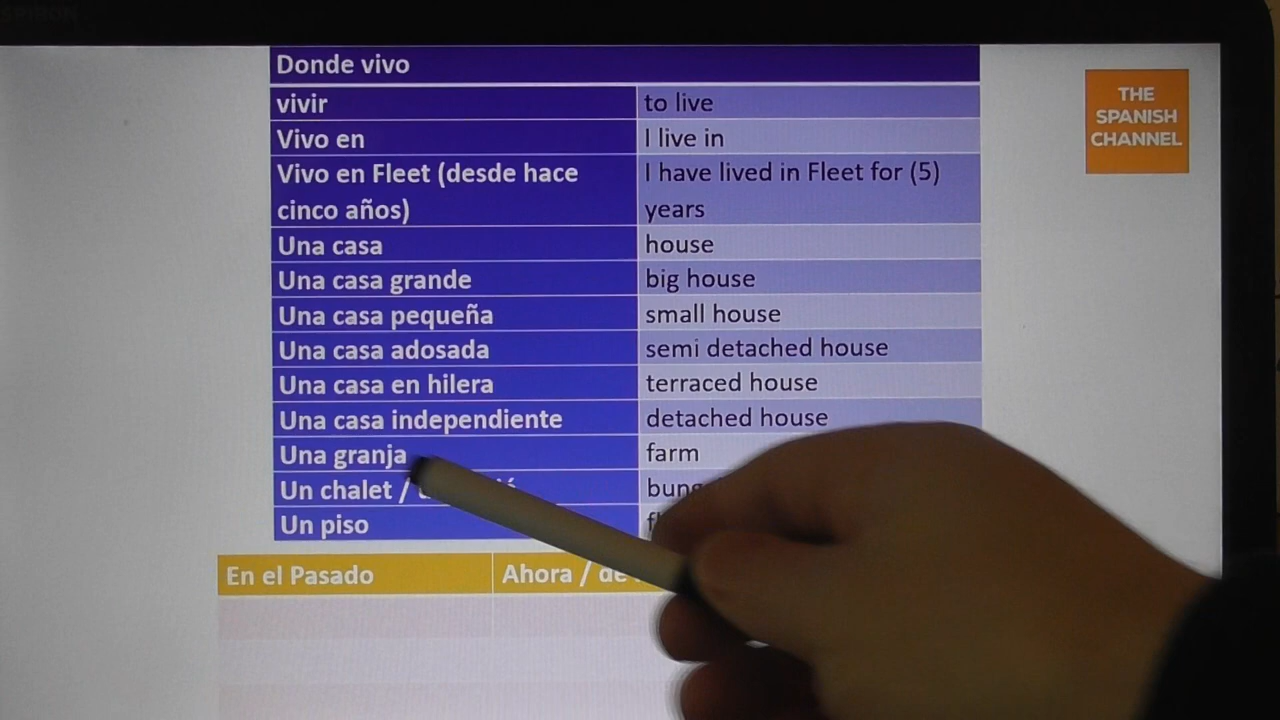 Donde vivo
vivir to live
Vivo en I live in
Vivo en Fleet (desde hace I have lived in Fleet for (5)
cinco años) years
Una casa house
Una casa grande big house
Una casa pequeña small house
Una casa adosada semi detached house
Una casa en hilera terraced house
Una casa independiente detached house
Una granja farm
Un chalet /
Un piso
En el Pasado Ahora /
THE
SPANISH
CHANNEL